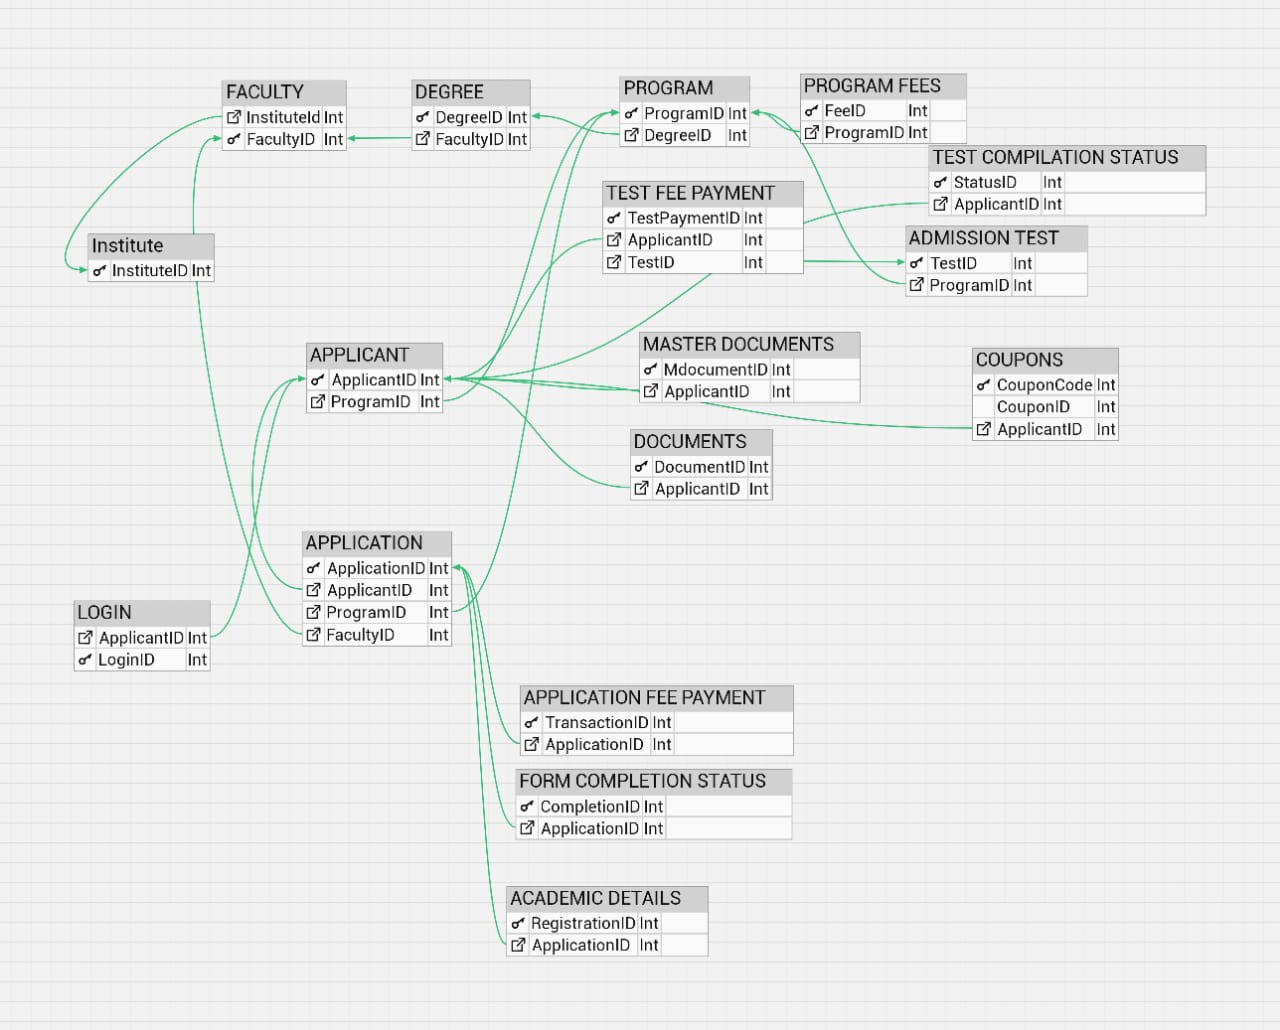 FACULTY
InstituteId Int
FacultyID Int
DEGREE
DegreeID Int
FacultyID Int
PROGRAM
ProgramID Int
DegreeID Int
PROGRAM FEES
FeeID Int
ProgramID Int
TEST COMPILATION STATUS
StatusID Int
ApplicantID Int
TEST FEE PAYMENT
TestPaymentID Int
ApplicantID Int
TestID Int
ADMISSION TEST
TestID Int
ProgramID Int
Institute
InstituteID Int
APPLICANT
ApplicantID Int
ProgramID Int
MASTER DOCUMENTS
MdocumentID Int
ApplicantID Int
COUPONS
CouponCode Int
CouponID Int
ApplicantID Int
DOCUMENTS
DocumentID Int
ApplicantID Int
APPLICATION
ApplicationID Int
ApplicantID Int
ProgramID Int
FacultyID Int
LOGIN
ApplicantID Int
LoginID Int
APPLICATION FEE PAYMENT
TransactionID Int
ApplicationID Int
FORM COMPLETION STATUS
CompletionID Int
ApplicationID Int
ACADEMIC DETAILS
RegistrationID Int
ApplicationID Int